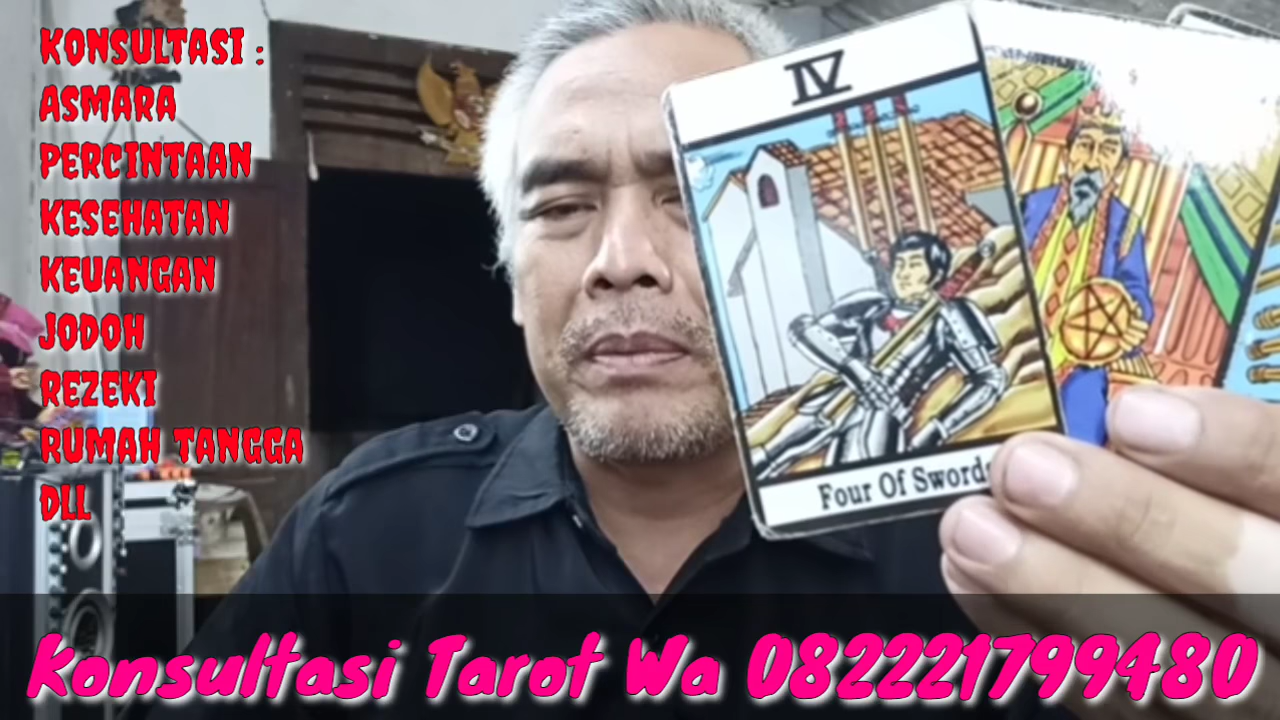 KONSULTASI :
ASMARA
PERCINTAAN
KESEHATAN
KEUANGAN
JODOH
REZEKI
RUMAH TANGGA
DLL
IV
Four Of Swords
Konsultasi Tarot Wa 082221799480